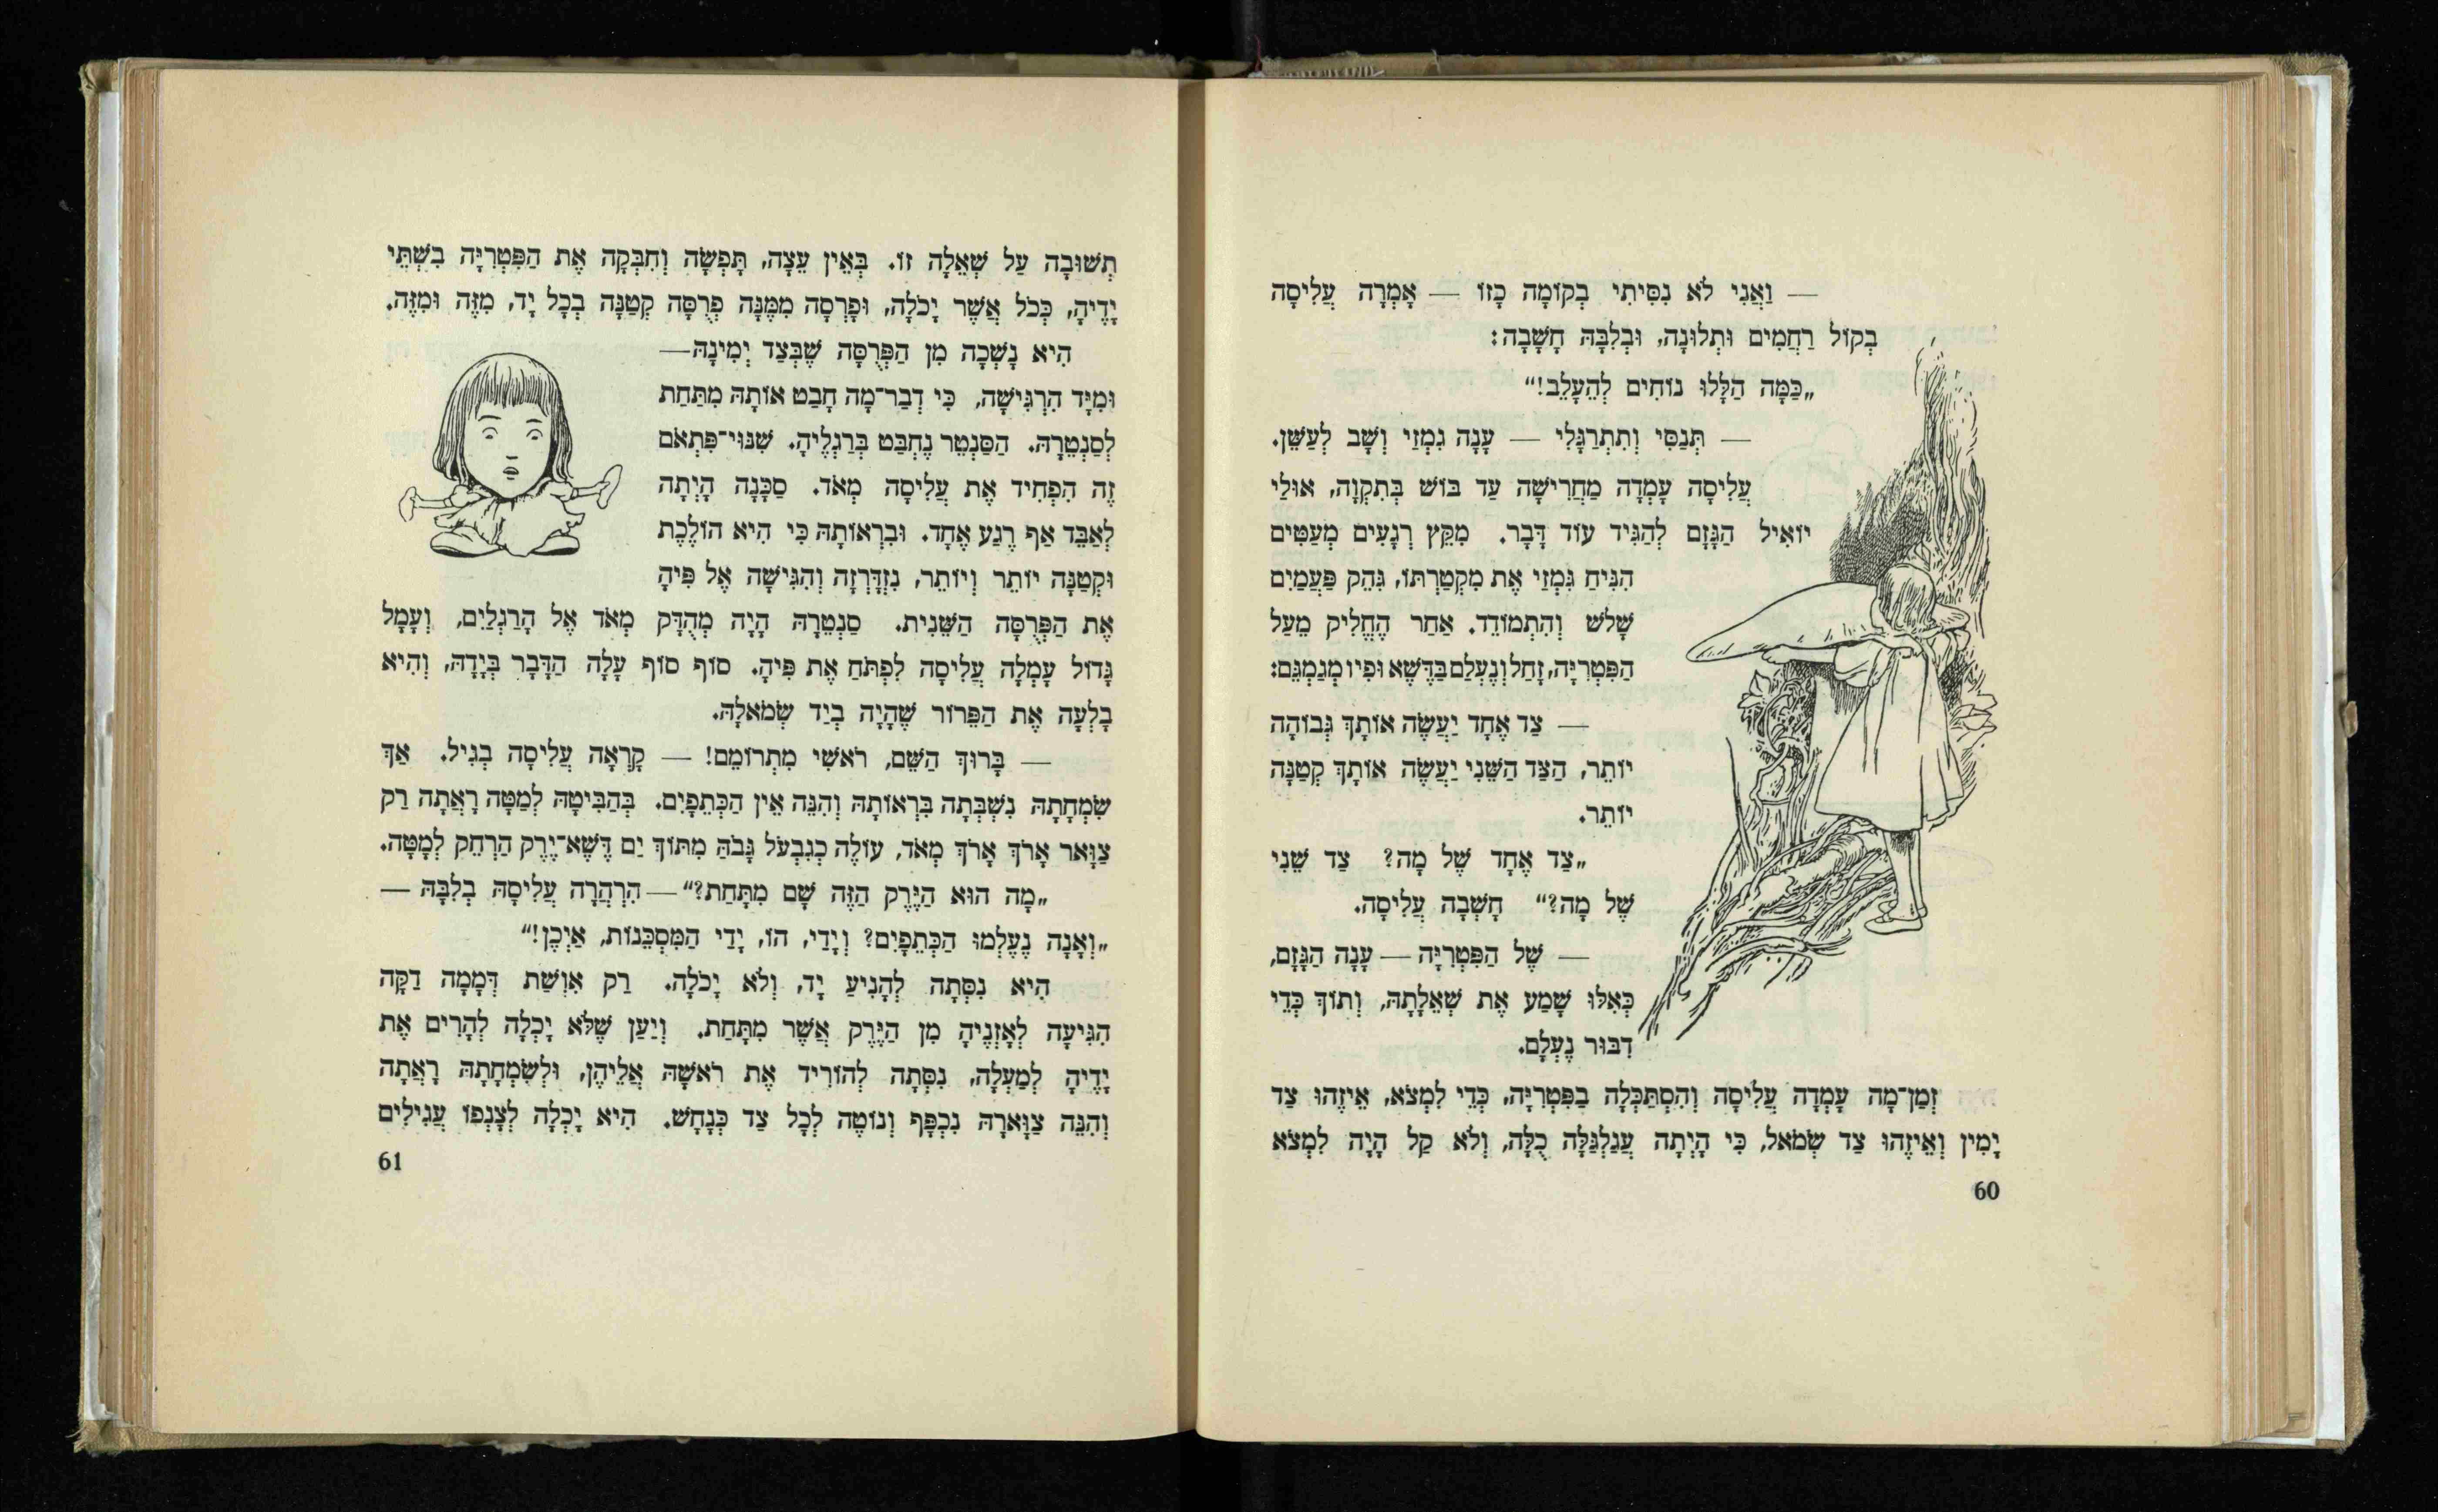 — וַאֲנִי לֹא נִסִּיתִי בְּקוֹמָה כָּזוֹ — אָמְרָה עֲלִיסָה
בְּקוֹל רַחֲמִים וּתְלוּנָה, וּבְלִבָּהּ חָשְׁבָה:
„כַּמָּה הַלָּלוּ נוֹחִים לְהֵעָלֵב!“
— תְּנַסִּי וְתִתְרַגְּלִי — עָנָה גִמְזַי וְשָׁב לְעַשֵּׁן.
עֲלִיסָה עָמְדָה מַחֲרִישָׁה עַד בּוֹשׁ בְּתִקְוָה, אוּלַי
יוֹאִיל הַגָּזָם לְהַגִּיד עוֹד דָּבָר. מִקֵּץ רְגָעִים מְעַטִּים
הִנִּיחַ גִּמְזַי אֶת מִקְטַרְתּוֹ, גִּהֵק פַּעֲמַיִם
שָׁלֹשׁ וְהִתְמוֹדֵד. אַחַר הֶחֱלִיק מֵעַל
הַפִּטְרִיָּה, זָחַל וְנֶעְלַם בַּדֶּשֶׁא וּפִיו מְגַמְגֵּם:
— צַד אֶחָד יַעֲשֶׂה אוֹתָךְ גְּבוֹהָה
יוֹתֵר, הַצַּד הַשֵּׁנִי יַעֲשֶׂה אוֹתָךְ קְטַנָּה
יוֹתֵר.
„צַד אֶחָד שֶׁל מָה? צַד שֵׁנִי
שֶׁל מָה?“ חָשְׁבָה עֲלִיסָה.
— שֶׁל הַפִּטְרִיָּה — עָנָה הַגָּזָם,
כְּאִלּוּ שָׁמַע אֶת שְׁאֵלָתָהּ, וְתוֹךְ כְּדֵי
דִבּוּר נֶעְלָם.
זְמַן־מָה עָמְדָה עֲלִיסָה וְהִסְתַּכְּלָה בַּפִּטְרִיָּה, כְּדֵי לִמְצֹא, אֵיזֶהוּ צַד
יָמִין וְאֵיזֶהוּ צַד שְׂמֹאל, כִּי הָיְתָה עֲגַלְגַּלָּה כֻלָּהּ, וְלֹא קַל הָיָה לִמְצֹא
60
תְשׁוּבָה עַל שְׁאֵלָה זוֹ. בְּאֵין עֵצָה, תָּפְשָׂה וְחִבְּקָה אֶת הַפִּטְרִיָּה בִּשְׁתֵּי
יָדֶיהָ, כְּכֹל אֲשֶׁר יָכֹלָה, וּפָרְסָה מִמֶּנָּה פְּרֻסָּה קְטַנָּה בְּכָל יָד, מִזֶּה וּמִזֶּה.
הִיא נָשְׁכָה מִן הַפְּרֻסָּה שֶׁבְּצַד יְמִינָהּ—
וּמִיָּד הִרְגִּישָׁה, כִּי דְבַר־מָה חָבַט אוֹתָהּ מִתַּחַת
לְסַנְטֵרָהּ. הַסַּנְטֵר נֶחְבַּט בְּרַגְלֶיהָ. שִׁנּוּי־פִּתְאֹם
זֶה הִפְחִיד אֶת עֲלִיסָה מְאֹד. סַכָּנָה הָיְתָה
לְאַבֵּד אַף רֶגַע אֶחָד. וּבִרְאוֹתָהּ כִּי הִיא הוֹלֶכֶת
וּקְטַנָּה יוֹתֵר וְיוֹתֵר, נִזְדָּרְזָה וְהִגִּישָׁה אֶל פִּיהָ
אֶת הַפְּרֻסָּה הַשֵּׁנִית. סַנְטֵרָהּ הָיָה מְהֻדָּק מְאֹד אֶל הָרַגְלַיִם, וְעָמָל
גָּדוֹל עָמְלָה עֲלִיסָה לִפְתֹּחַ אֶת פִּיהָ. סוֹף סוֹף עָלָה הַדָּבָר בְּיָדָהּ, וְהִיא
בָלְעָה אֶת הַפֵּרוּר שֶׁהָיָה בְיַד שְׂמֹאלָהּ.
— בָּרוּךְ הַשֵּׁם, רֹאשִׁי מִתְרוֹמֵם! — קָרְאָה עֲלִיסָה בְגִיל. אַךְ
שִׂמְחָתָהּ נִשְׁבְּתָה בִּרְאוֹתָהּ וְהִנֵּה אֵין הַכְּתֵפָיִם. בְּהַבִּיטָהּ לְמַטָּה רָאֲתָה רַק
צַוָּאר אָרֹךְ אָרֹךְ מְאֹד, עוֹלֶה כְגִבְעֹל גָּבֹהַּ מִתּוֹךְ יַם דֶּשֶׁא־יֶרֶק הַרְחֵק לְמָטָּה.
„מָה הוּא הַיֶּרֶק הַזֶּה שָׁם מִתָּחַת?“ — הִרְהֲרָה עֲלִיסָה בְּלִבָּהּ —
„וְאָנָה נֶעֶלְמוּ הַכְּתֵפָיִם? וְיָדַי, הוֹ, יָדַי הַמִּסְכֵּנוֹת, אַיְכֶן!“
הִיא נִסְּתָה לְהָנִיעַ יָד, וְלֹא יָכֹלָה. רַק אִוְשַׁת דְּמָמָה דַקָּה
הִגִּיעָה לְאָזְנֶיהָ מִן הַיֶּרֶק אֲשֶׁר מִתָּחַת. וְיַעַן שֶׁלֹּא יָכְלָה לְהָרִים אֶת
יָדֶיהָ לְמַעְלָה, נִסְּתָה לְהוֹרִיד אֶת רֹאשָׁהּ אֲלֵיהֶן, וּלְשִׂמְחָתָהּ רָאֲתָה
וְהִנֵּה צַוָּארָהּ נִכְפָּף וְנוֹטֶה לְכָל צַד כְּנָחָשׁ. הִיא יָכְלָה לְצָנְפוֹ עֲגִילִים
61